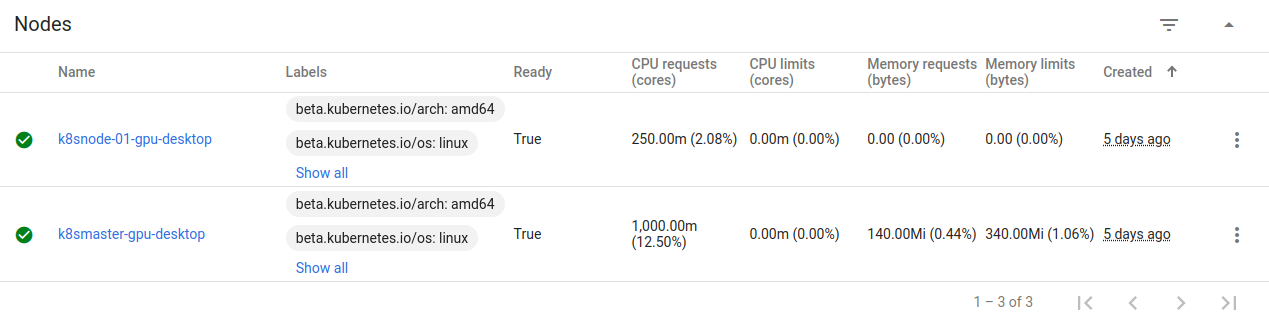 Nodes
Name Labels Ready CPU requests (cores) CPU limits (cores) Memory requests (bytes) Memory limits (bytes) Created
beta.kubernetes.io/arch: amd64
k8snode-01-gpu-desktop beta.kubernetes.io/os: linux True 250.00m (2.08%) 0.00m (0.00%) 0.00 (0.00%) 0.00 (0.00%) 5 days ago
Show all
beta.kubernetes.io/arch: amd64
k8smaster-gpu-desktop beta.kubernetes.io/os: linux True 1,000.00m (12.50%) 0.00m (0.00%) 140.00Mi (0.44%) 340.00Mi (1.06%) 5 days ago
Show all
1 – 3 of 3